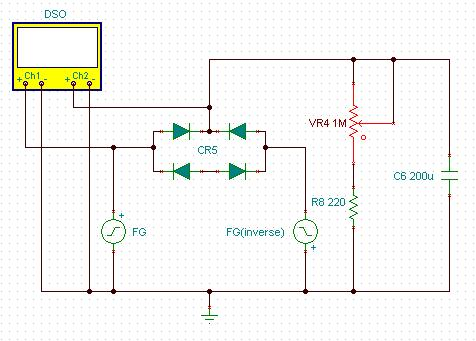 DSO
+ Ch1 - + Ch2 -
VR4 1M
CR5
C6 200u
R8 220
+
FG
FG(inverse)
+